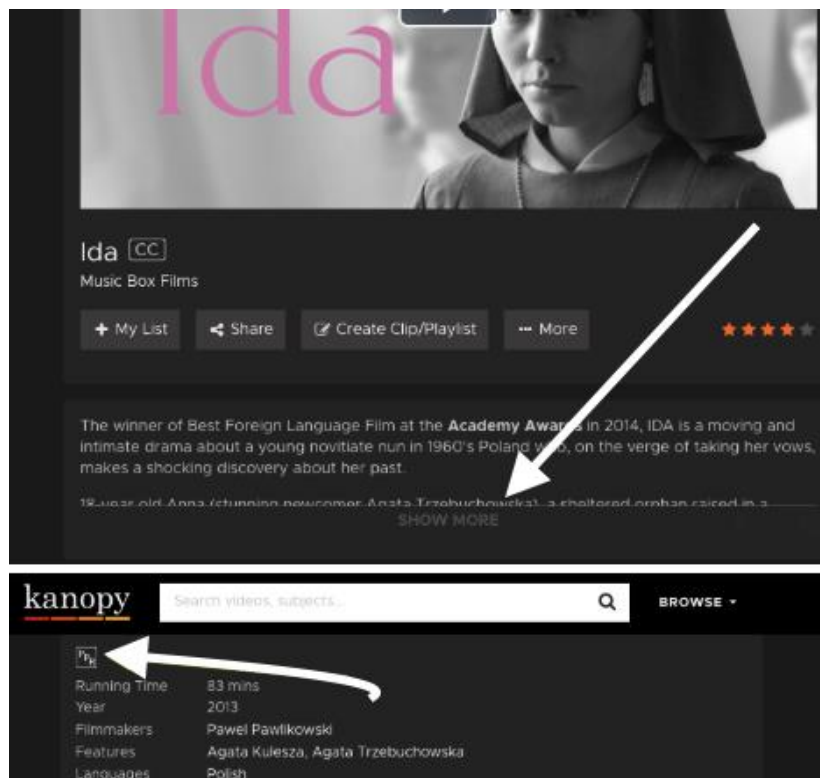 Ida
Ida CC
Music Box Films
+ My List
Share
Create Clip/Playlist
··· More
The winner of Best Foreign Language Film at the Academy Awards in 2014, IDA is a moving and
intimate drama about a young novitiate nun in 1960's Poland who, on the verge of taking her vows,
makes a shocking discovery about her past.
18-year old Anna (stunning newcomer Agata Trzebuchowska), a sheltered orphan raised in a
SHOW MORE
kanopy
Search videos, subjects...
BROWSE
PPR
Running Time 83 mins
Year 2013
Filmmakers Pawel Pawlikowski
Features Agata Kulesza, Agata Trzebuchowska
Languages Polish